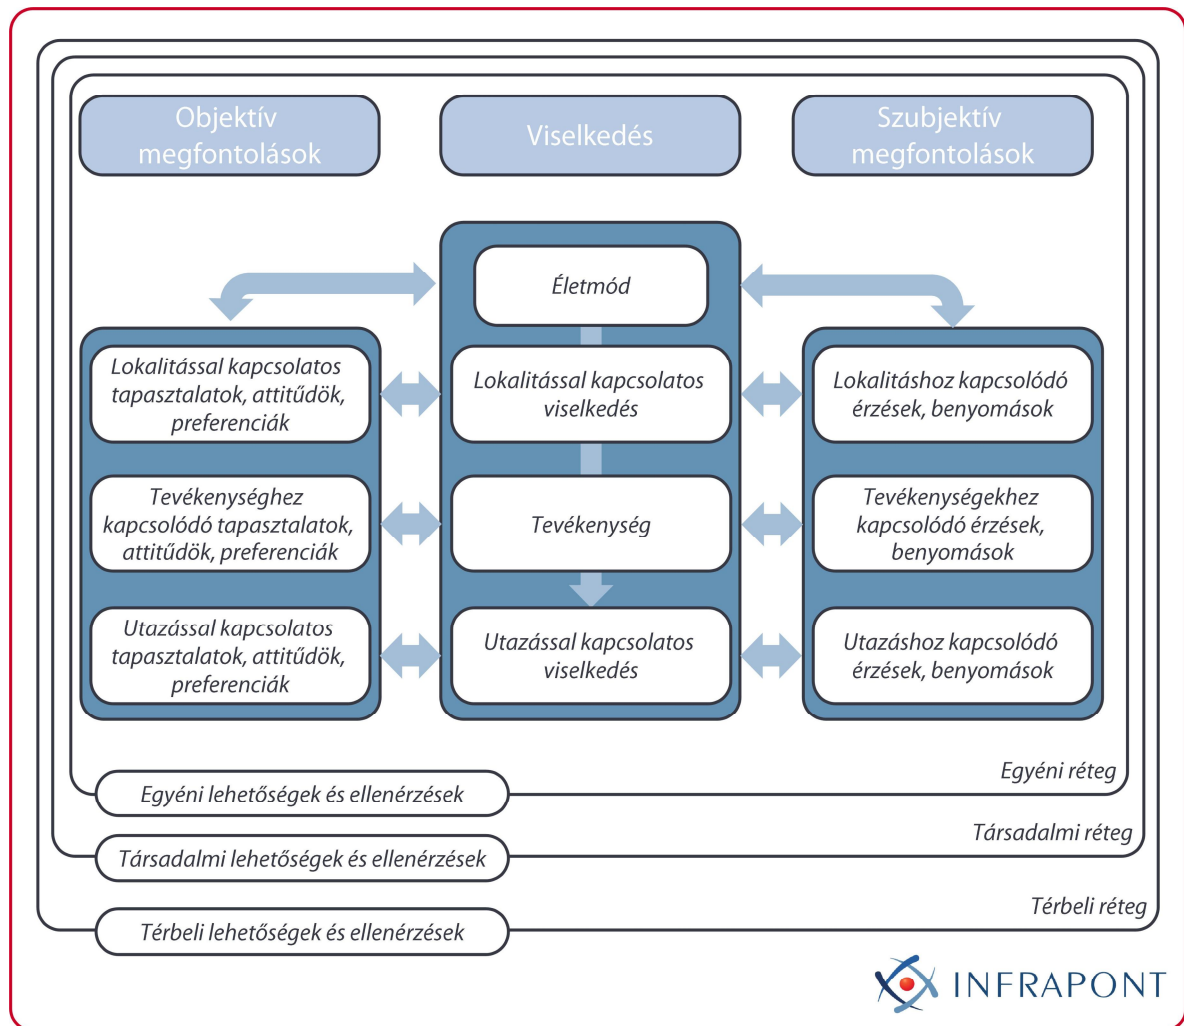 Objektív
megfontolások
Viselkedés
Szubjektív
megfontolások
Életmód
Lokalitással kapcsolatos
tapasztalatok, attitűdök,
preferenciák
Lokalitással kapcsolatos
viselkedés
Lokalitáshoz kapcsolódó
érzések, benyomások
Tevékenységhez
kapcsolódó tapasztalatok,
attitűdök, preferenciák
Tevékenység
Tevékenységekhez
kapcsolódó érzések,
benyomások
Utazással kapcsolatos
tapasztalatok, attitűdök,
preferenciák
Utazással kapcsolatos
viselkedés
Utazáshoz kapcsolódó
érzések, benyomások
Egyéni réteg
Egyéni lehetőségek és ellenérzések
Társadalmi réteg
Társadalmi lehetőségek és ellenérzések
Térbeli réteg
Térbeli lehetőségek és ellenérzések
INFRAPONT